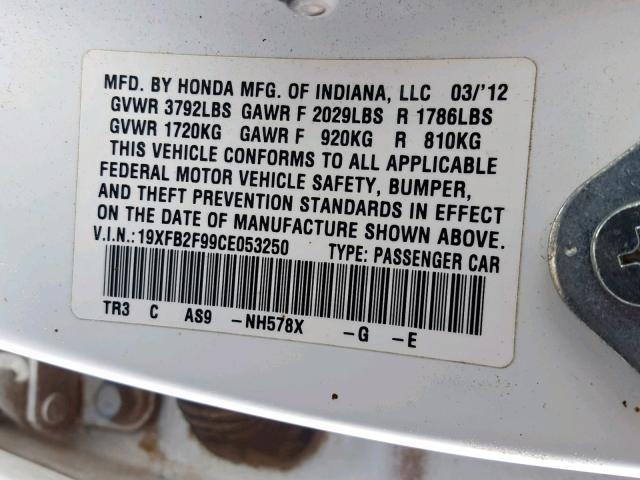 MFD. BY HONDA MFG. OF INDIANA, LLC 03/'12
GVWR 3792LBS GAWR F 2029LBS R 1786LBS
GVWR 1720KG GAWR F 920KG R 810KG
THIS VEHICLE CONFORMS TO ALL APPLICABLE
FEDERAL MOTOR VEHICLE SAFETY, BUMPER,
AND THEFT PREVENTION STANDARDS IN EFFECT
ON THE DATE OF MANUFACTURE SHOWN ABOVE.
V.I.N.:19XFB2F99CE053250 TYPE: PASSENGER CAR
TR3 C AS9 -NH578X -G -E